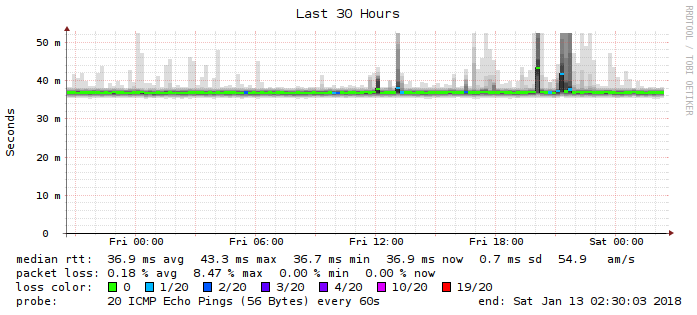 Last 30 Hours
RRDTOOL / TOBI OETIKER
Seconds
50 m
40 m
30 m
20 m
10 m
0
Fri 00:00 Fri 06:00 Fri 12:00 Fri 18:00 Sat 00:00
median rtt: 36.9 ms avg 43.3 ms max 36.7 ms min 36.9 ms now 0.7 ms sd 54.9 am/s
packet loss: 0.18 % avg 8.47 % max 0.00 % min 0.00 % now
loss color: 0 1/20 2/20 3/20 4/20 10/20 19/20
probe: 20 ICMP Echo Pings (56 Bytes) every 60s end: Sat Jan 13 02:30:03 2018